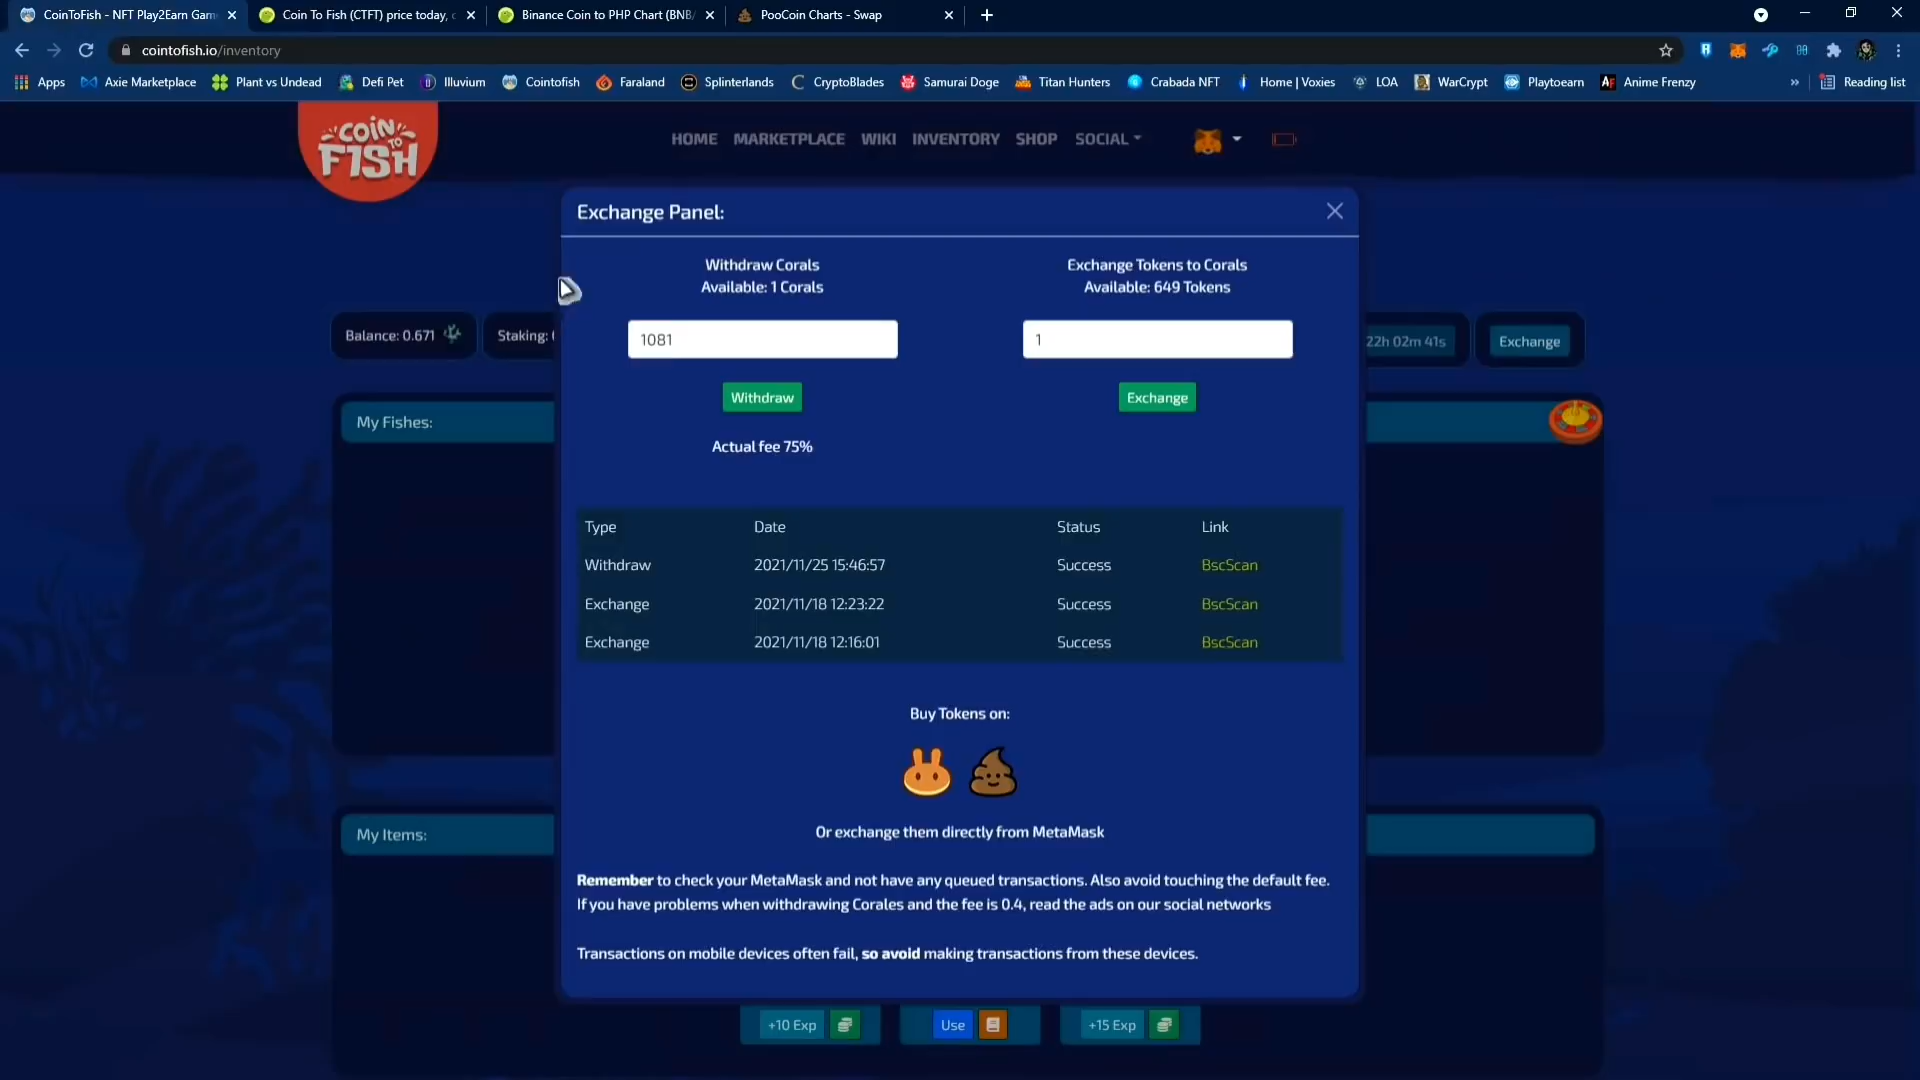 CoinToFish - NFT Play2Earn Gam
Coin To Fish (CTFT) price today, c
Binance Coin to PHP Chart (BNB/
PooCoin Charts - Swap
cointofish.io/inventory
Apps
Axie Marketplace
Plant vs Undead
Defi Pet
Illuvium
Cointofish
Faraland
Splinterlands
CryptoBlades
Samurai Doge
Titan Hunters
Crabada NFT
Home | Voxies
LOA
WarCrypt
Playtoearn
Anime Frenzy
»
Reading list
COIN TO FISH
HOME
MARKETPLACE
WIKI
INVENTORY
SHOP
SOCIAL
Exchange Panel:
Withdraw Corals
Available: 1 Corals
Exchange Tokens to Corals
Available: 649 Tokens
Balance: 0.671
Staking:
1081
1
22h 02m 41s
Exchange
Withdraw
Exchange
My Fishes:
Actual fee 75%
Type Date Status Link
Withdraw 2021/11/25 15:46:57 Success BscScan
Exchange 2021/11/18 12:23:22 Success BscScan
Exchange 2021/11/18 12:16:01 Success BscScan
Buy Tokens on:
Or exchange them directly from MetaMask
My Items:
Remember to check your MetaMask and not have any queued transactions. Also avoid touching the default fee.
If you have problems when withdrawing Corales and the fee is 0.4, read the ads on our social networks
Transactions on mobile devices often fail, so avoid making transactions from these devices.
+10 Exp
Use
+15 Exp